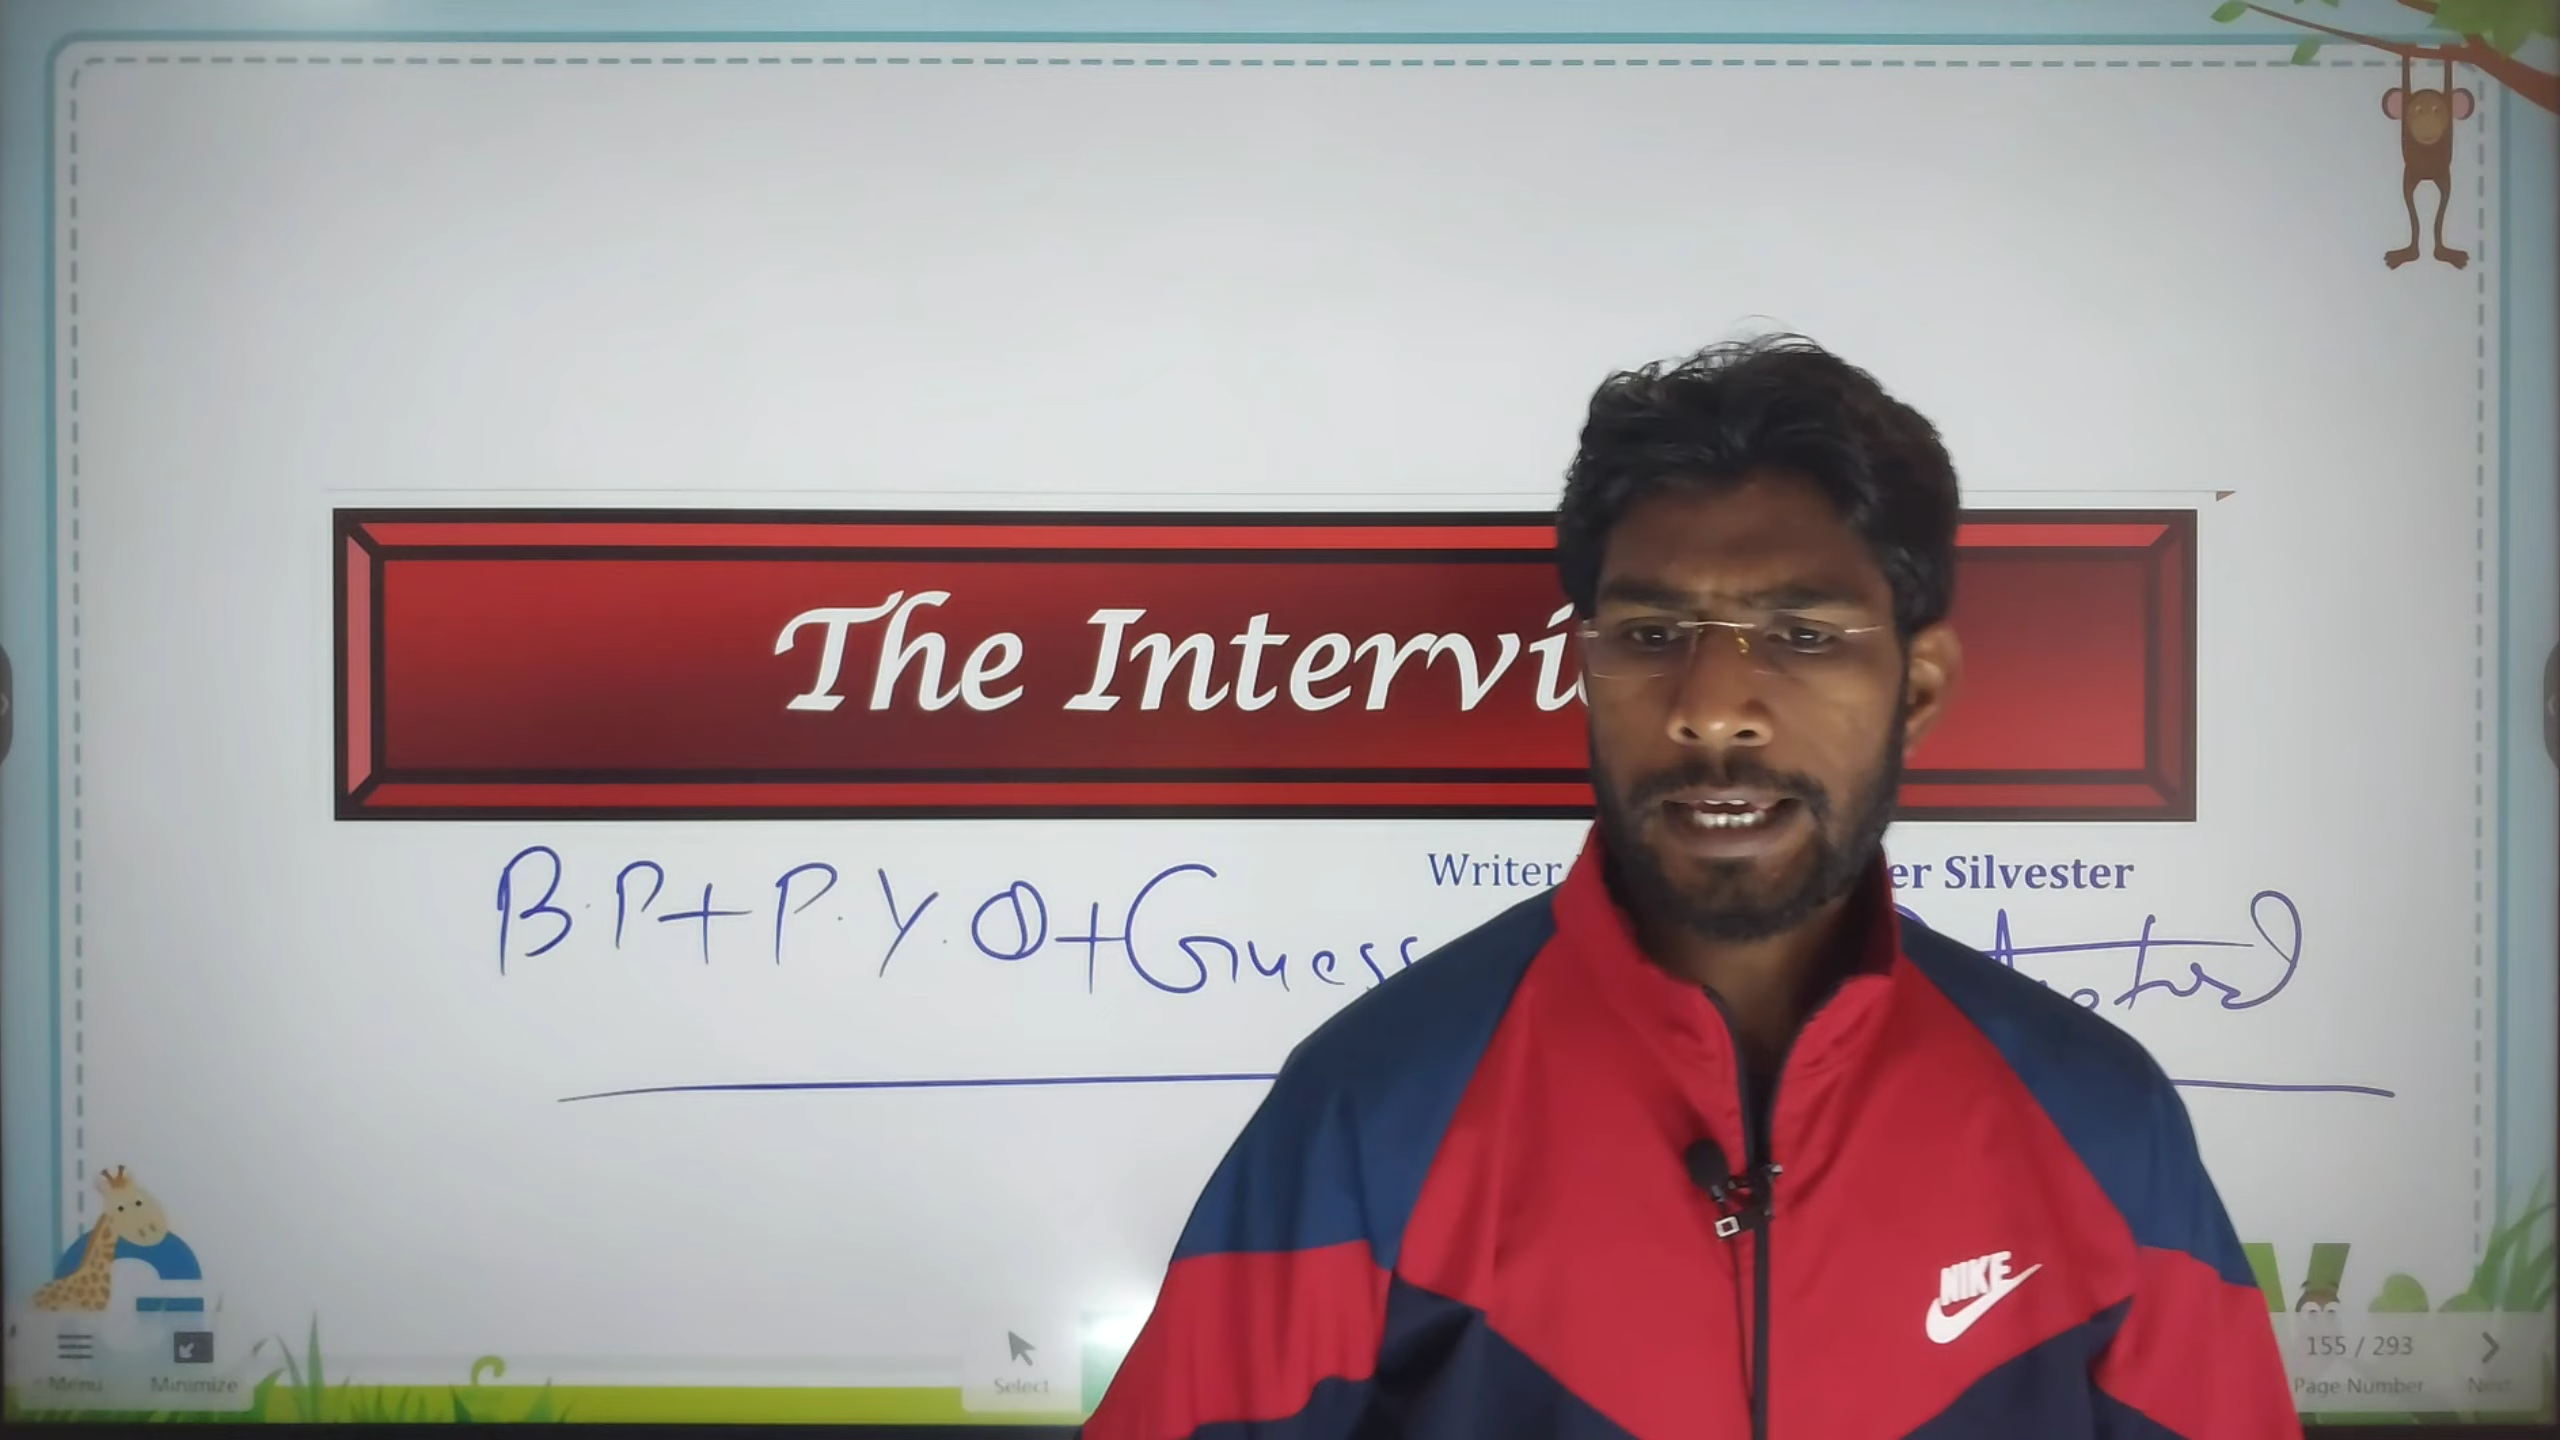 The Intervi
Writer er Silvester
B.P+ P.Y.Q+Guess
NIKE
Menu Minimize Select 155 / 293 Page Number Next